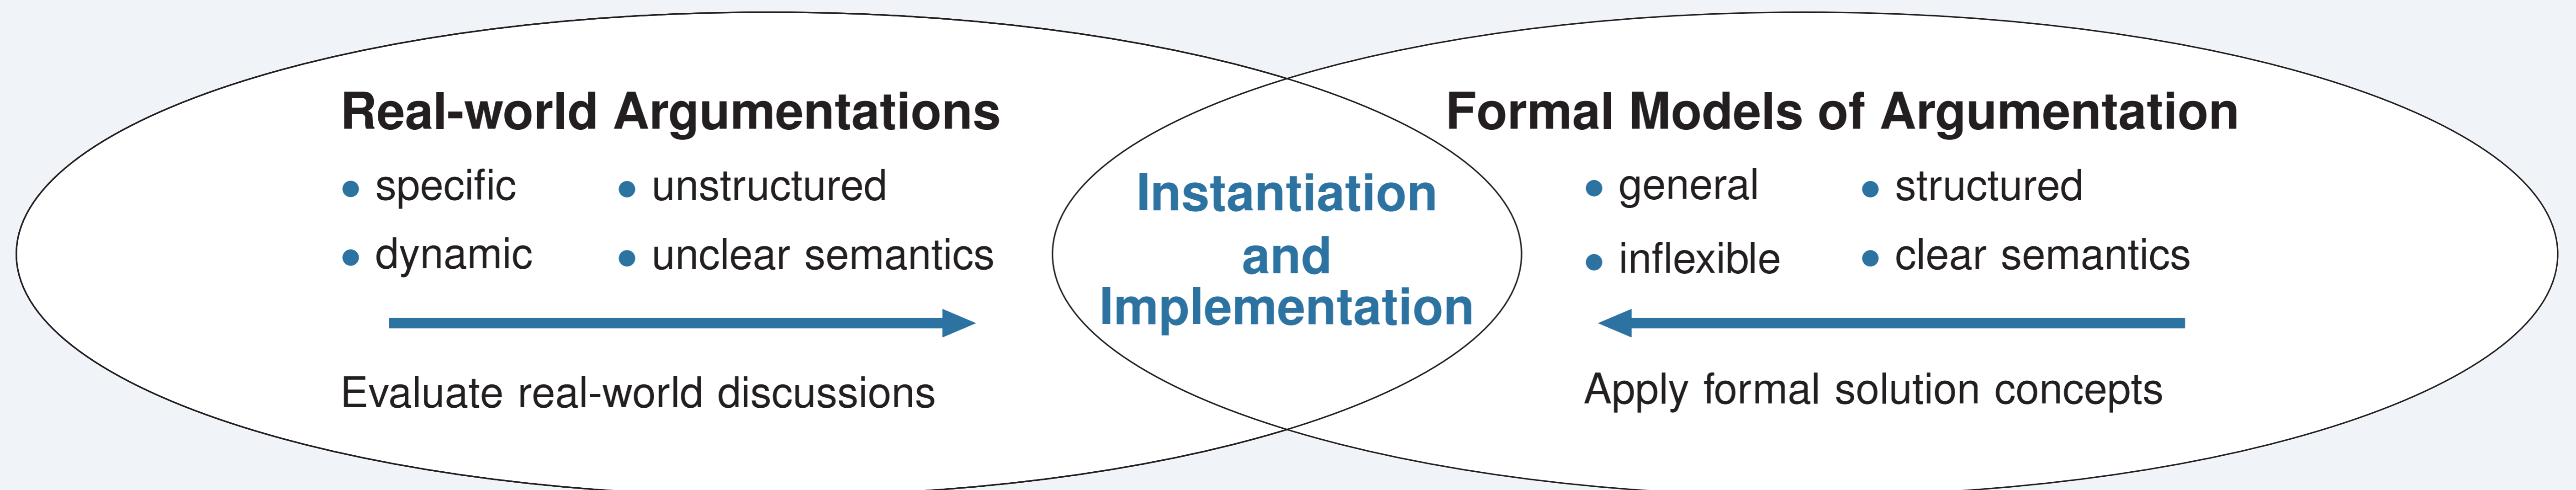 Real-world Argumentations
• specific • unstructured
• dynamic • unclear semantics
Evaluate real-world discussions
Instantiation
and
Implementation
Formal Models of Argumentation
• general • structured
• inflexible • clear semantics
Apply formal solution concepts